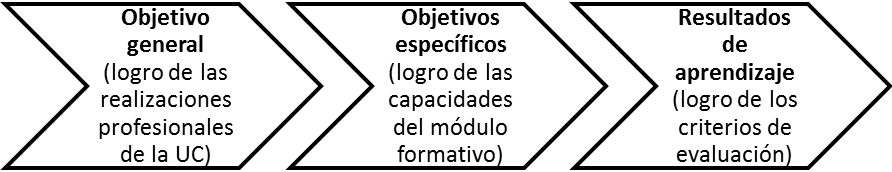 Objetivo
general
(logro de las
realizaciones
profesionales
de la UC)
Objetivos
específicos
(logro de las
capacidades
del módulo
formativo)
Resultados
de
aprendizaje
(logro de los
criterios de
evaluación)